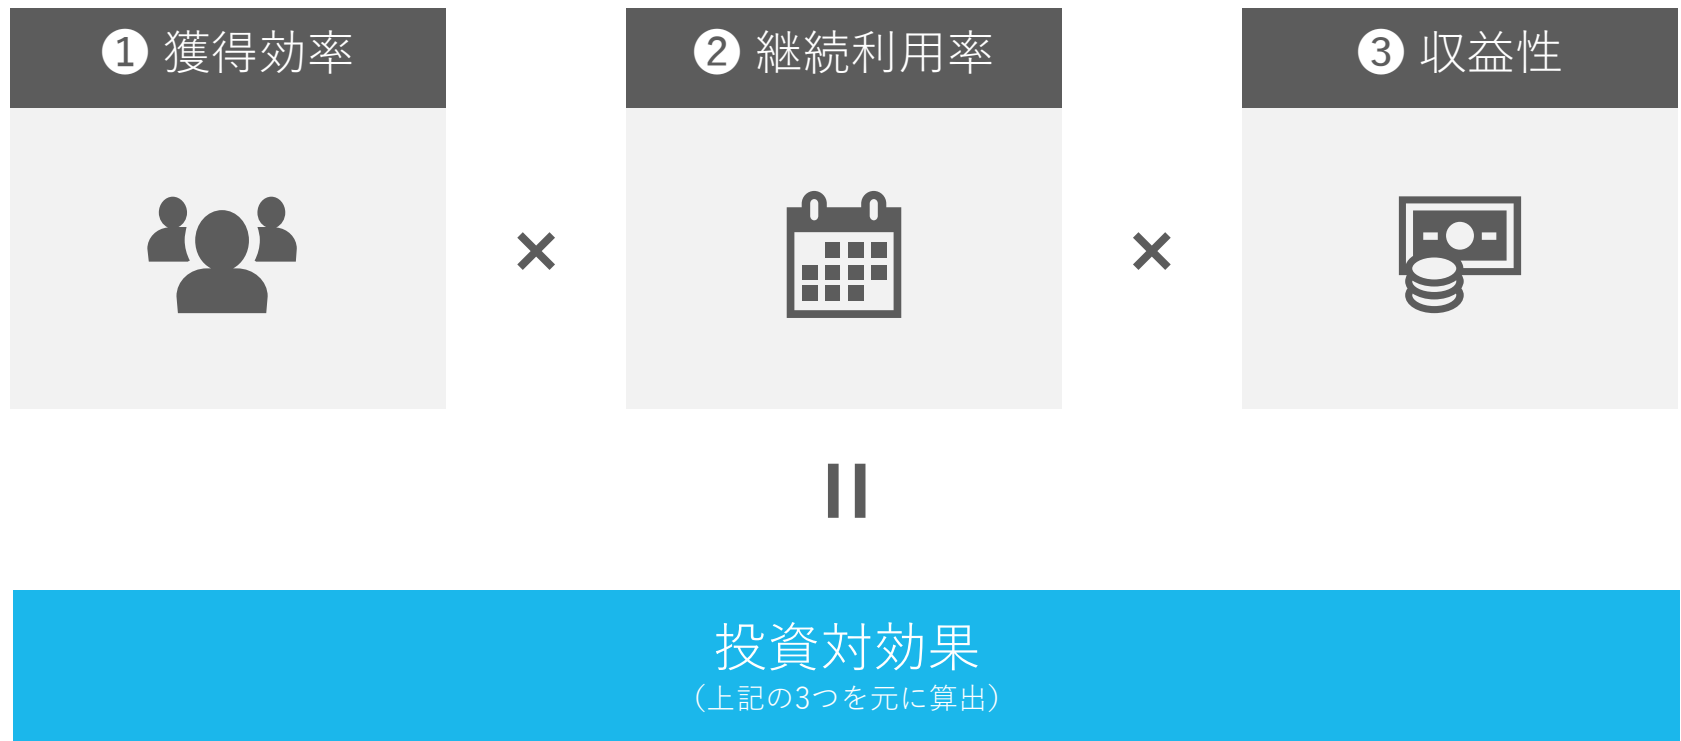 ❶ 獲得効率
❷ 継続利用率
❸ 収益性
×
×
投資対効果
（上記の3つを元に算出）